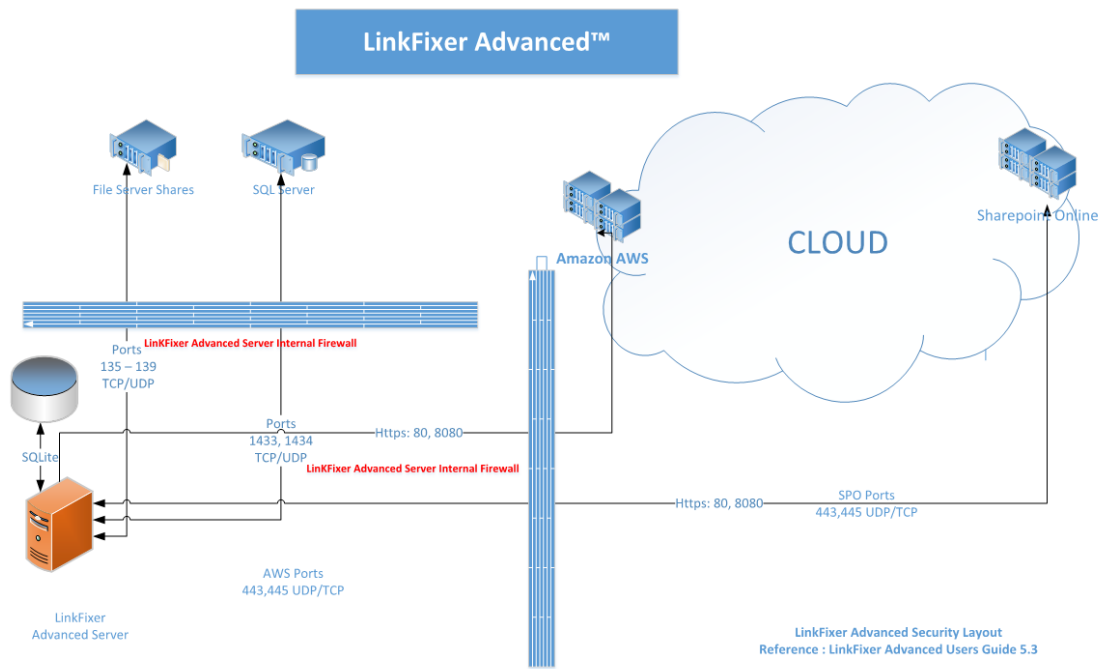 LinkFixer Advanced™
File Server Shares
SQL Server
Sharepoint Online
CLOUD
Amazon AWS
LinKFixer Advanced Server Internal Firewall
Ports
135 – 139
TCP/UDP
Ports
1433, 1434
TCP/UDP
Https: 80, 8080
SQLite
LinKFixer Advanced Server Internal Firewall
Https: 80, 8080
SPO Ports
443,445 UDP/TCP
AWS Ports
443,445 UDP/TCP
LinkFixer
Advanced Server
LinkFixer Advanced Security Layout
Reference : LinkFixer Advanced Users Guide 5.3